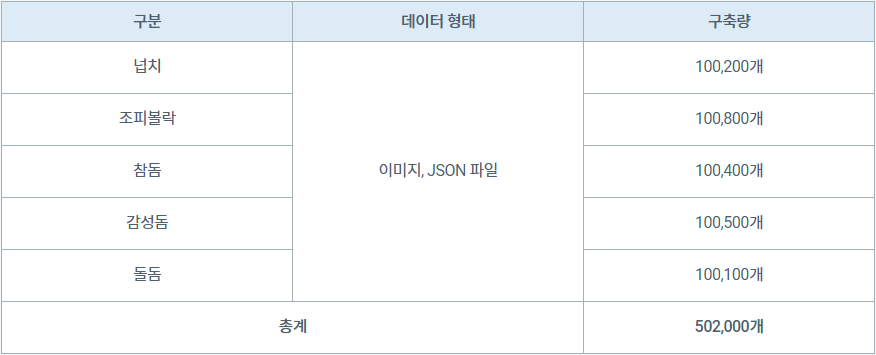 구분 데이터 형태 구축량
넙치 100,200개
조피볼락 100,800개
참돔 이미지, JSON 파일 100,400개
감성돔 100,500개
돌돔 100,100개
총계 502,000개